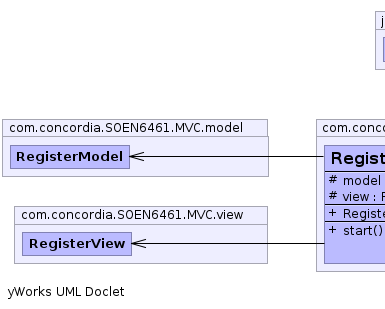 j
com.concordia.SOEN6461.MVC.model
RegisterModel
com.conco
Regist
# model
# view : F
+ Registe
+ start()
com.concordia.SOEN6461.MVC.view
RegisterView
yWorks UML Doclet